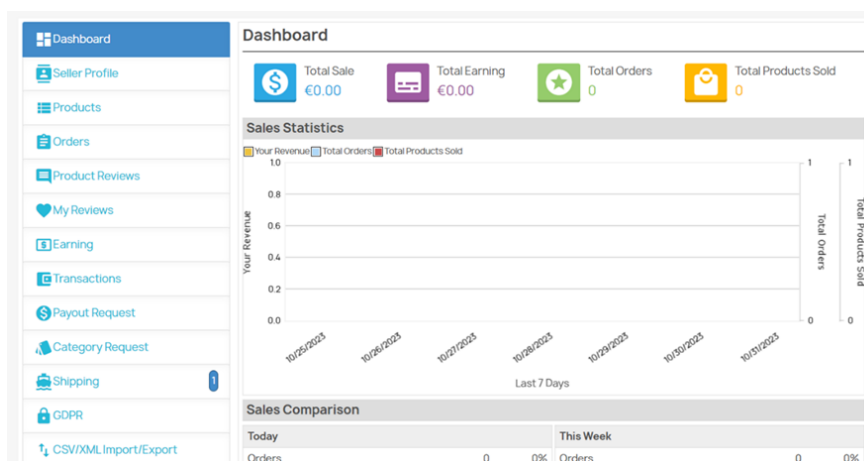 Dashboard
Seller Profile
Products
Orders
Product Reviews
My Reviews
Earning
Transactions
Payout Request
Category Request
Shipping
1
GDPR
CSV/XML Import/Export
Dashboard
Total Sale
€0.00
Total Earning
€0.00
Total Orders
0
Total Products Sold
0
Sales Statistics
Your Revenue Total Orders Total Products Sold
1.0
0.8
0.6
0.4
0.2
0.0
Your Revenue
1
0
Total Orders
1
0
Total Products Sold
10/25/2023 10/26/2023 10/27/2023 10/28/2023 10/29/2023 10/30/2023 10/31/2023
Last 7 Days
Sales Comparison
Today This Week
Orders 0 0% Orders 0 0%